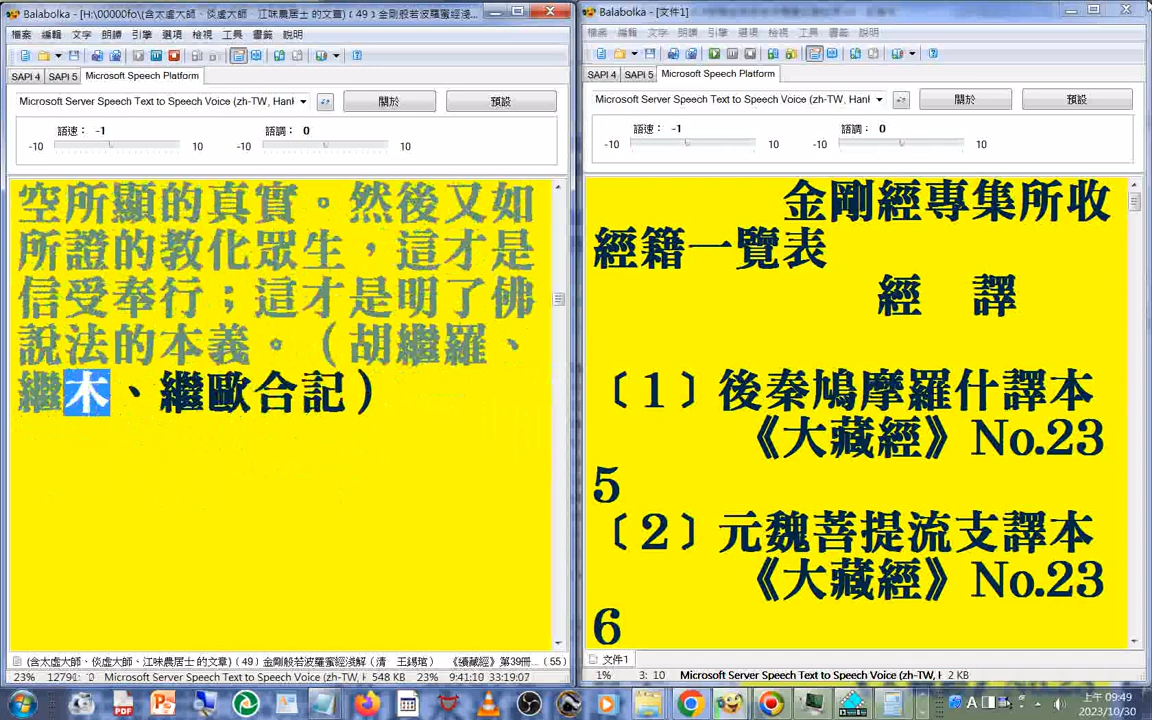 Balabolka - [H:\00000fo\(含太虛大師、倓虛大師、江味農居士 的文章)﹝49﹞金剛般若波羅蜜經淺...
檔案 編輯 文字 朗讀 引擎 選項 檢視 工具 書籤 說明
SAPI 4 SAPI 5 Microsoft Speech Platform
Microsoft Server Speech Text to Speech Voice (zh-TW, Hanl
關於 預設
語速： -1 語調： 0
-10 10 -10 10
空所顯的真實。然後又如
所證的教化眾生，這才是
信受奉行；這才是明了佛
說法的本義。（胡繼羅、
繼木、繼歐合記）
(含太虛大師、倓虛大師、江味農居士 的文章)﹝49﹞金剛般若波羅蜜經淺解（清 王錫琯） 《續藏經》第39冊... (55)
23% Microsoft Server Speech Text to Speech Voice (zh-TW, H 548 KB 23% 9:41:10 33:19:07
Balabolka - [文件1]
檔案 編輯 文字 朗讀 引擎 選項 檢視 工具 書籤 說明
SAPI 4 SAPI 5 Microsoft Speech Platform
Microsoft Server Speech Text to Speech Voice (zh-TW, Hanl
關於 預設
語速： -1 語調： 0
-10 10 -10 10
金剛經專集所收
經籍一覽表
經 譯
〔１〕後秦鳩摩羅什譯本
《大藏經》No.23
5
〔２〕元魏菩提流支譯本
《大藏經》No.23
6
文件1
1% 3: 10 Microsoft Server Speech Text to Speech Voice (zh-TW, H 2 KB
上午 09:49
2023/10/30